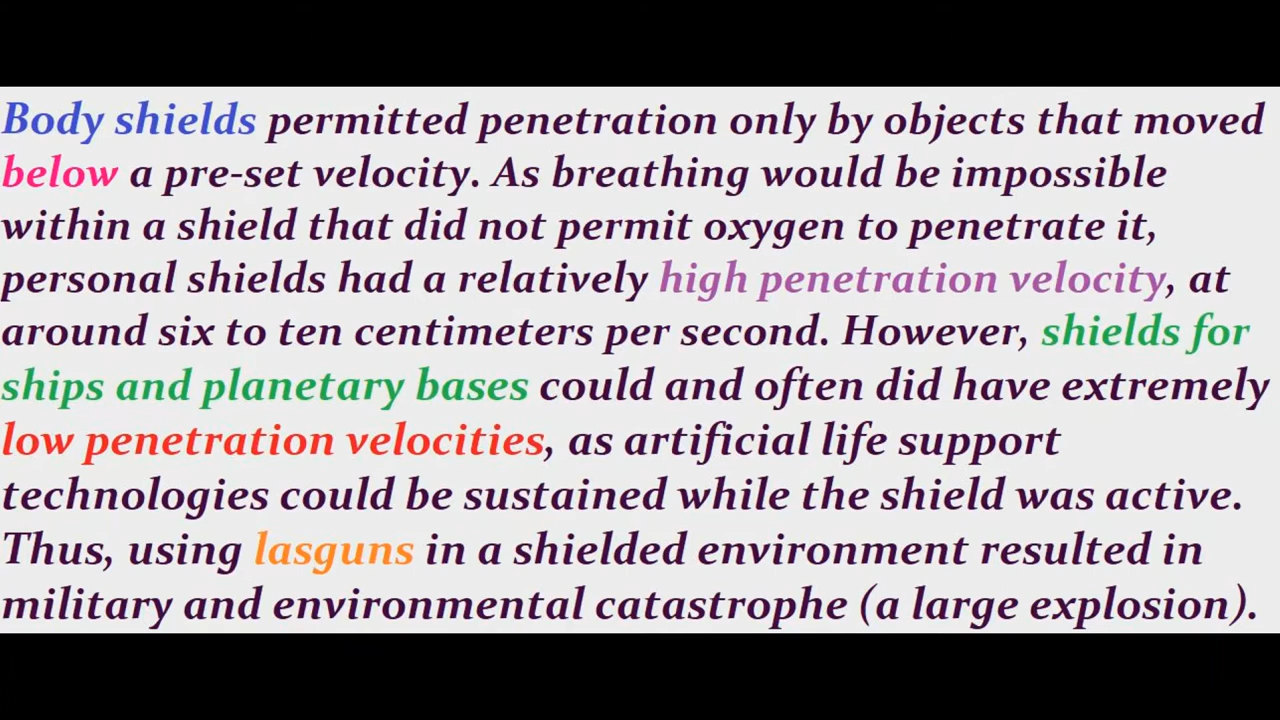 Body shields permitted penetration only by objects that moved
below a pre-set velocity. As breathing would be impossible
within a shield that did not permit oxygen to penetrate it,
personal shields had a relatively high penetration velocity, at
around six to ten centimeters per second. However, shields for
ships and planetary bases could and often did have extremely
low penetration velocities, as artificial life support
technologies could be sustained while the shield was active.
Thus, using lasguns in a shielded environment resulted in
military and environmental catastrophe (a large explosion).